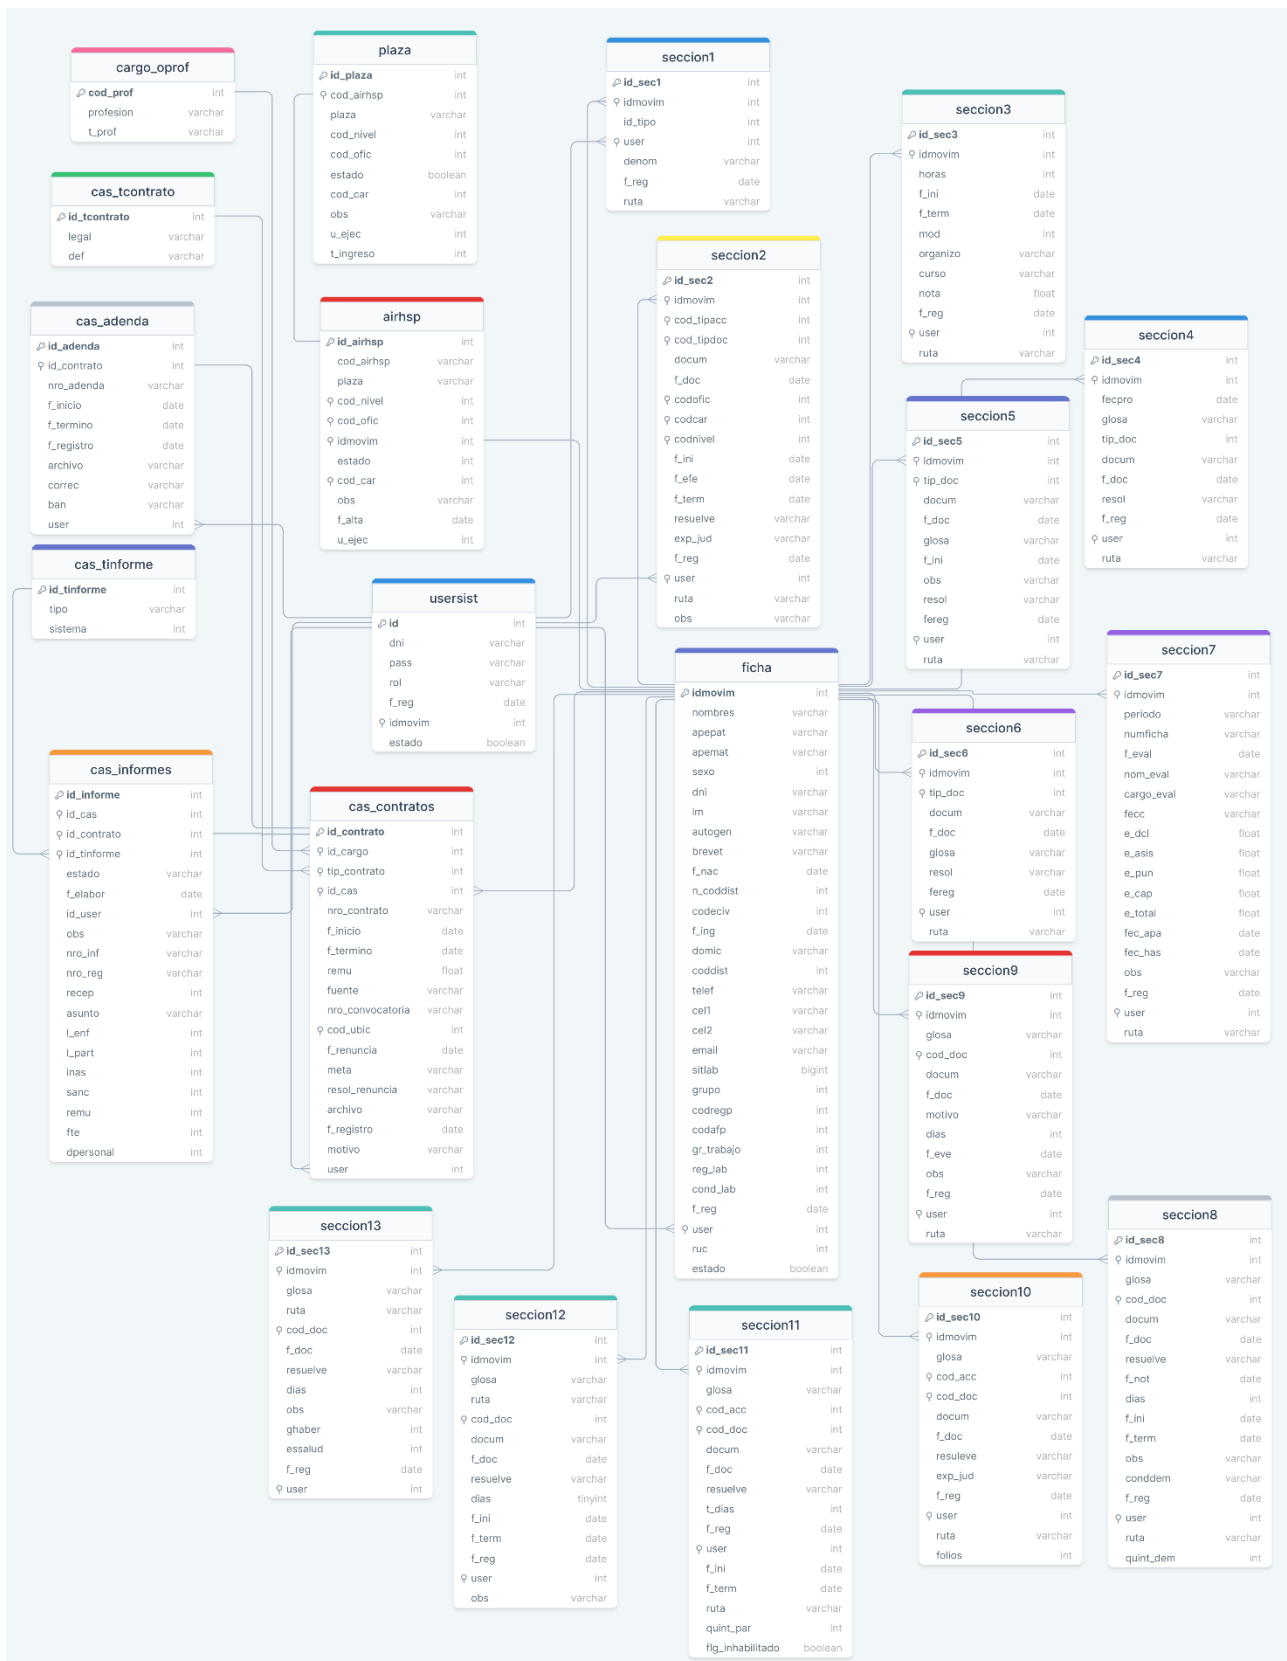 cargo_oprof
cod_prof int
profesion varchar
t_prof varchar
plaza
id_plaza int
cod_airhsp int
plaza varchar
cod_nivel int
cod_ofic int
estado boolean
cod_car int
obs varchar
u_ejec int
t_ingreso int
seccion1
id_sec1 int
idmovim int
id_tipo int
user int
denom varchar
f_reg date
ruta varchar
seccion3
id_sec3 int
idmovim int
horas int
f_ini date
f_term date
mod int
organizo varchar
curso varchar
nota float
f_reg date
user int
ruta varchar
cas_tcontrato
id_tcontrato int
legal varchar
def varchar
seccion2
id_sec2 int
idmovim int
cod_tipacc int
cod_tipdoc int
docum varchar
f_doc date
codofic int
codcar int
codnivel int
f_ini date
f_efe date
f_term date
resuelve varchar
exp_jud varchar
f_reg date
user int
ruta varchar
obs varchar
cas_adenda
id_adenda int
id_contrato int
nro_adenda varchar
f_inicio date
f_termino date
f_registro date
archivo varchar
correc varchar
ban varchar
user int
airhsp
id_airhsp int
cod_airhsp varchar
plaza varchar
cod_nivel int
cod_ofic int
idmovim int
estado int
cod_car int
obs varchar
f_alta date
u_ejec int
seccion4
id_sec4 int
idmovim int
fecpro date
glosa varchar
tip_doc int
docum varchar
f_doc date
resol varchar
f_reg date
user int
ruta varchar
seccion5
id_sec5 int
idmovim int
tip_doc int
docum varchar
f_doc date
glosa varchar
f_ini date
obs varchar
resol varchar
fereg date
user int
ruta varchar
cas_tinforme
id_tinforme int
tipo varchar
sistema int
usersist
id int
dni varchar
pass varchar
rol varchar
f_reg date
idmovim int
estado boolean
ficha
idmovim int
nombres varchar
apepat varchar
apemat varchar
sexo int
dni varchar
lm varchar
autogen varchar
brevet varchar
f_nac date
n_coddist int
codeciv int
f_ing date
domic varchar
coddist int
telef varchar
cel1 varchar
cel2 varchar
email varchar
sitlab bigint
grupo int
codregp int
codafp int
gr_trabajo int
reg_lab int
cond_lab int
f_reg date
user int
ruc int
estado boolean
seccion7
id_sec7 int
idmovim int
periodo varchar
numficha varchar
f_eval date
nom_eval varchar
cargo_eval varchar
fecc varchar
e_dcl float
e_asis float
e_pun float
e_cap float
e_total float
fec_apa date
fec_has date
obs varchar
f_reg date
user int
ruta varchar
seccion6
id_sec6 int
idmovim int
tip_doc int
docum varchar
f_doc date
glosa varchar
resol varchar
fereg date
user int
ruta varchar
cas_informes
id_informe int
id_cas int
id_contrato int
id_tinforme int
estado varchar
f_elabor date
id_user int
obs varchar
nro_inf varchar
nro_reg varchar
recep int
asunto varchar
l_enf int
l_part int
inas int
sanc int
remu int
fte int
dpersonal int
cas_contratos
id_contrato int
id_cargo int
tip_contrato int
id_cas int
nro_contrato varchar
f_inicio date
f_termino date
remu float
fuente varchar
nro_convocatoria varchar
cod_ubic int
f_renuncia date
meta varchar
resol_renuncia varchar
archivo varchar
f_registro date
motivo varchar
user int
seccion9
id_sec9 int
idmovim int
glosa varchar
cod_doc int
docum varchar
f_doc date
motivo varchar
dias int
f_eve date
obs varchar
f_reg date
user int
ruta varchar
seccion8
id_sec8 int
idmovim int
glosa varchar
cod_doc int
docum varchar
f_doc date
resuelve varchar
f_not date
dias int
f_ini date
f_term date
obs varchar
conddem varchar
f_reg date
user int
ruta varchar
quint_dem int
seccion13
id_sec13 int
idmovim int
glosa varchar
ruta varchar
cod_doc int
f_doc date
resuelve varchar
dias int
obs varchar
ghaber int
essalud int
f_reg date
user int
seccion12
id_sec12 int
idmovim int
glosa varchar
ruta varchar
cod_doc int
docum varchar
f_doc date
resuelve varchar
dias tinyint
f_ini date
f_term date
f_reg date
user int
obs varchar
seccion11
id_sec11 int
idmovim int
glosa varchar
cod_acc int
cod_doc int
docum varchar
f_doc date
resuelve varchar
t_dias int
f_reg date
user int
f_ini date
f_term date
ruta varchar
quint_par int
flg_inhabilitado boolean
seccion10
id_sec10 int
idmovim int
glosa varchar
cod_acc int
cod_doc int
docum varchar
f_doc date
resuleve varchar
exp_jud varchar
f_reg date
user int
ruta varchar
folios int